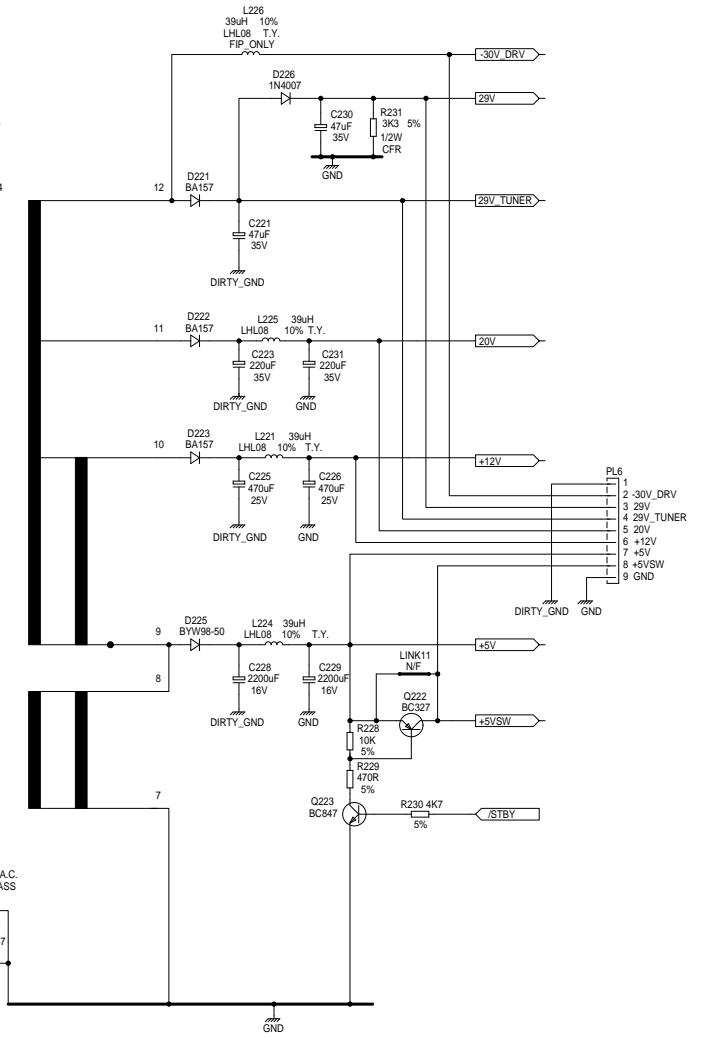 L226
39uH 10%
LHL08 T.Y.
FIP_ONLY
-30V_DRV
D226
1N4007
29V
C230
47uF
35V
R231
3K3 5%
1/2W
CFR
GND
4
12
D221
BA157
29V_TUNER
C221
47uF
35V
DIRTY_GND
11
D222
BA157
L225 39uH
LHL08 10% T.Y.
20V
C223
220uF
35V
C231
220uF
35V
DIRTY_GND
GND
10
D223
BA157
L221 39uH
LHL08 10% T.Y.
+12V
C225
470uF
25V
C226
470uF
25V
DIRTY_GND
GND
PL6
1
2 -30V_DRV
3 29V
4 29V_TUNER
5 20V
6 +12V
7 +5V
8 +5VSW
9 GND
DIRTY_GND
GND
9
D225
BYW98-50
L224 39uH
LHL08 10% T.Y.
+5V
8
C228
2200uF
16V
C229
2200uF
16V
DIRTY_GND
GND
LINK11
N/F
Q222
BC327
+5VSW
R228
10K
5%
R229
470R
5%
7
Q223
BC847
R230 4K7
5%
/STBY
A.C.
ASS
7
GND